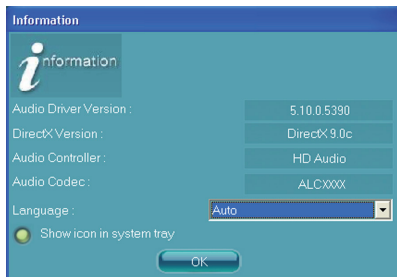 Information
information
Audio Driver Version : 5.10.0.5390
DirectX Version : DirectX 9.0c
Audio Controller : HD Audio
Audio Codec : ALCXXXX
Language : Auto
Show icon in system tray
OK